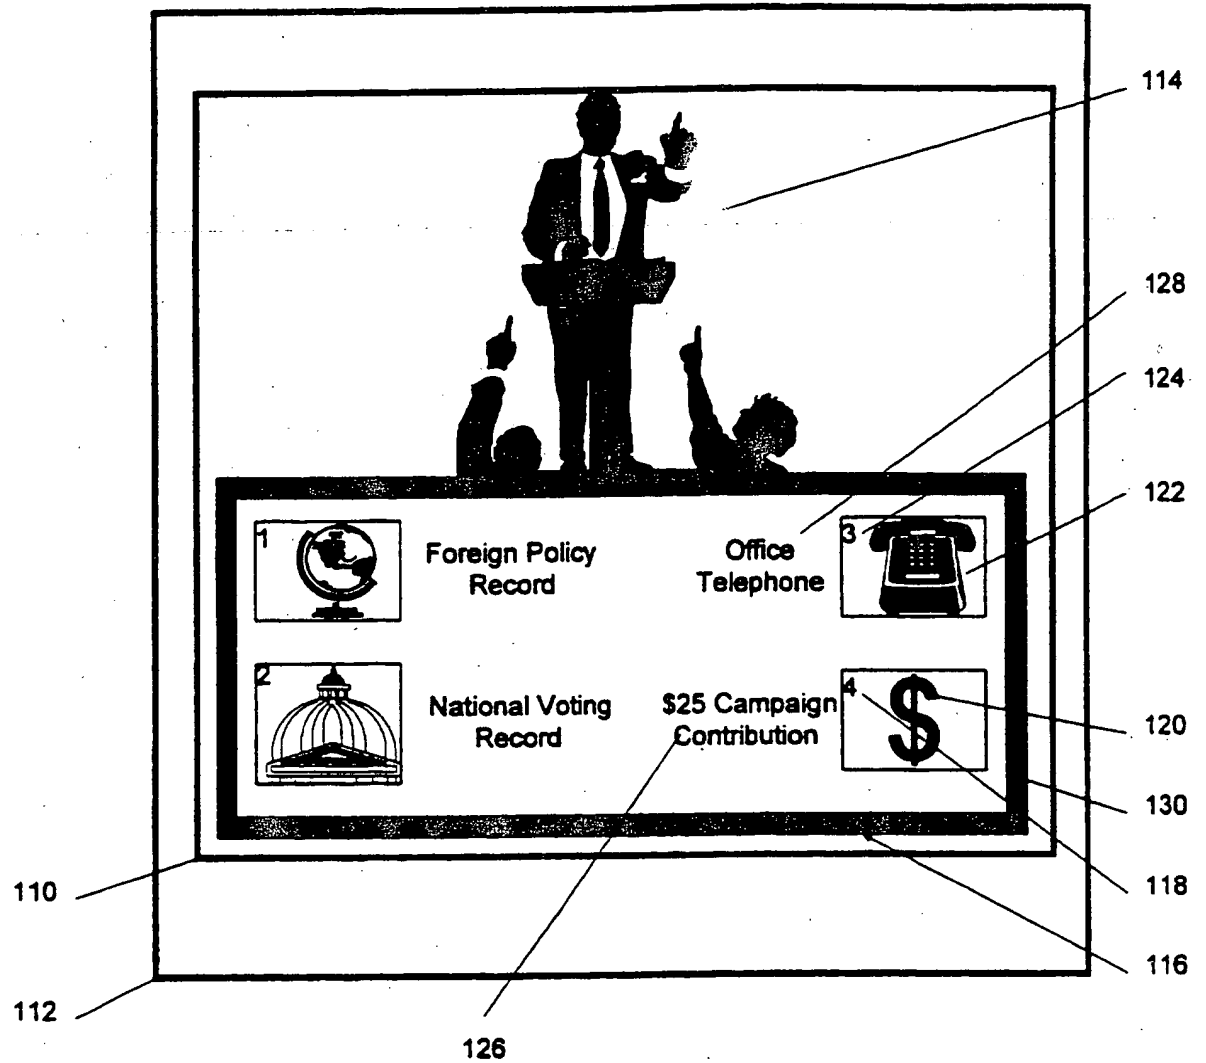 114
128
124
122
1
Foreign Policy
Record
Office
Telephone
3
2
National Voting
Record
$25 Campaign
Contribution
4
$
120
130
110
118
116
112
126